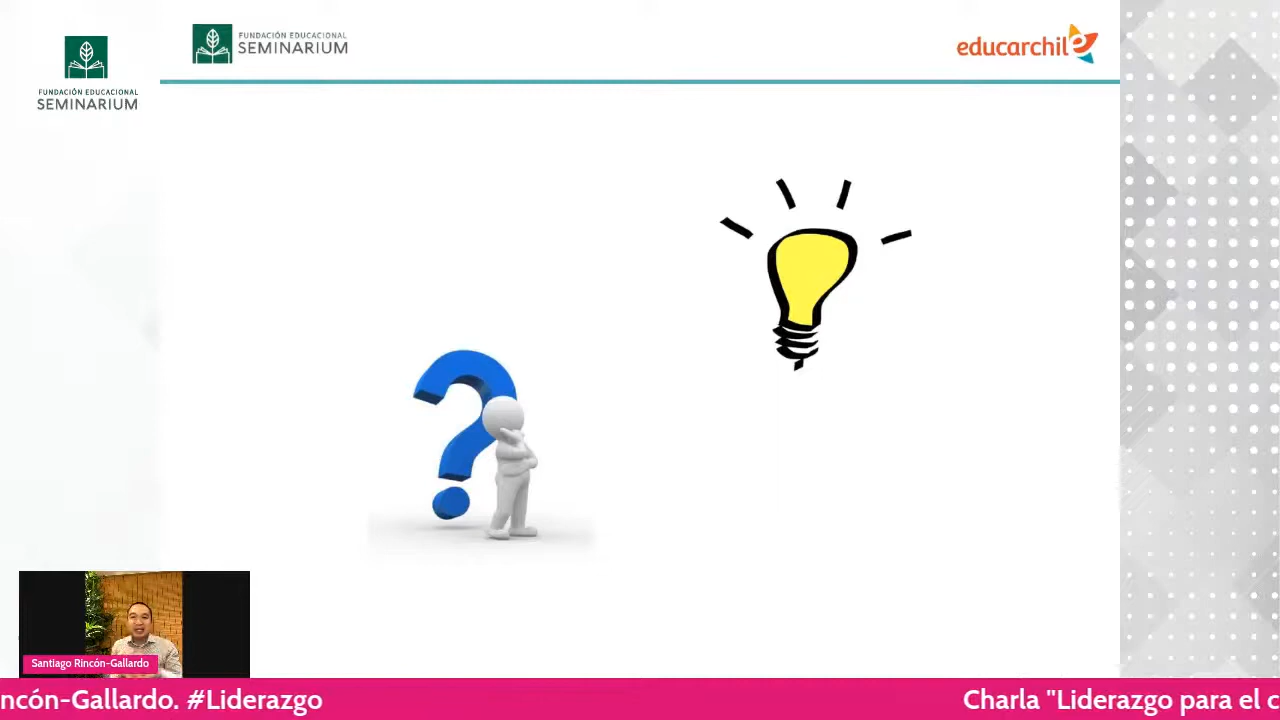 FUNDACIÓN EDUCACIONAL
SEMINARIUM
FUNDACIÓN EDUCACIONAL
SEMINARIUM
educarchile
Santiago Rincón-Gallardo
ncón-Gallardo. #Liderazgo
Charla "Liderazgo para el c